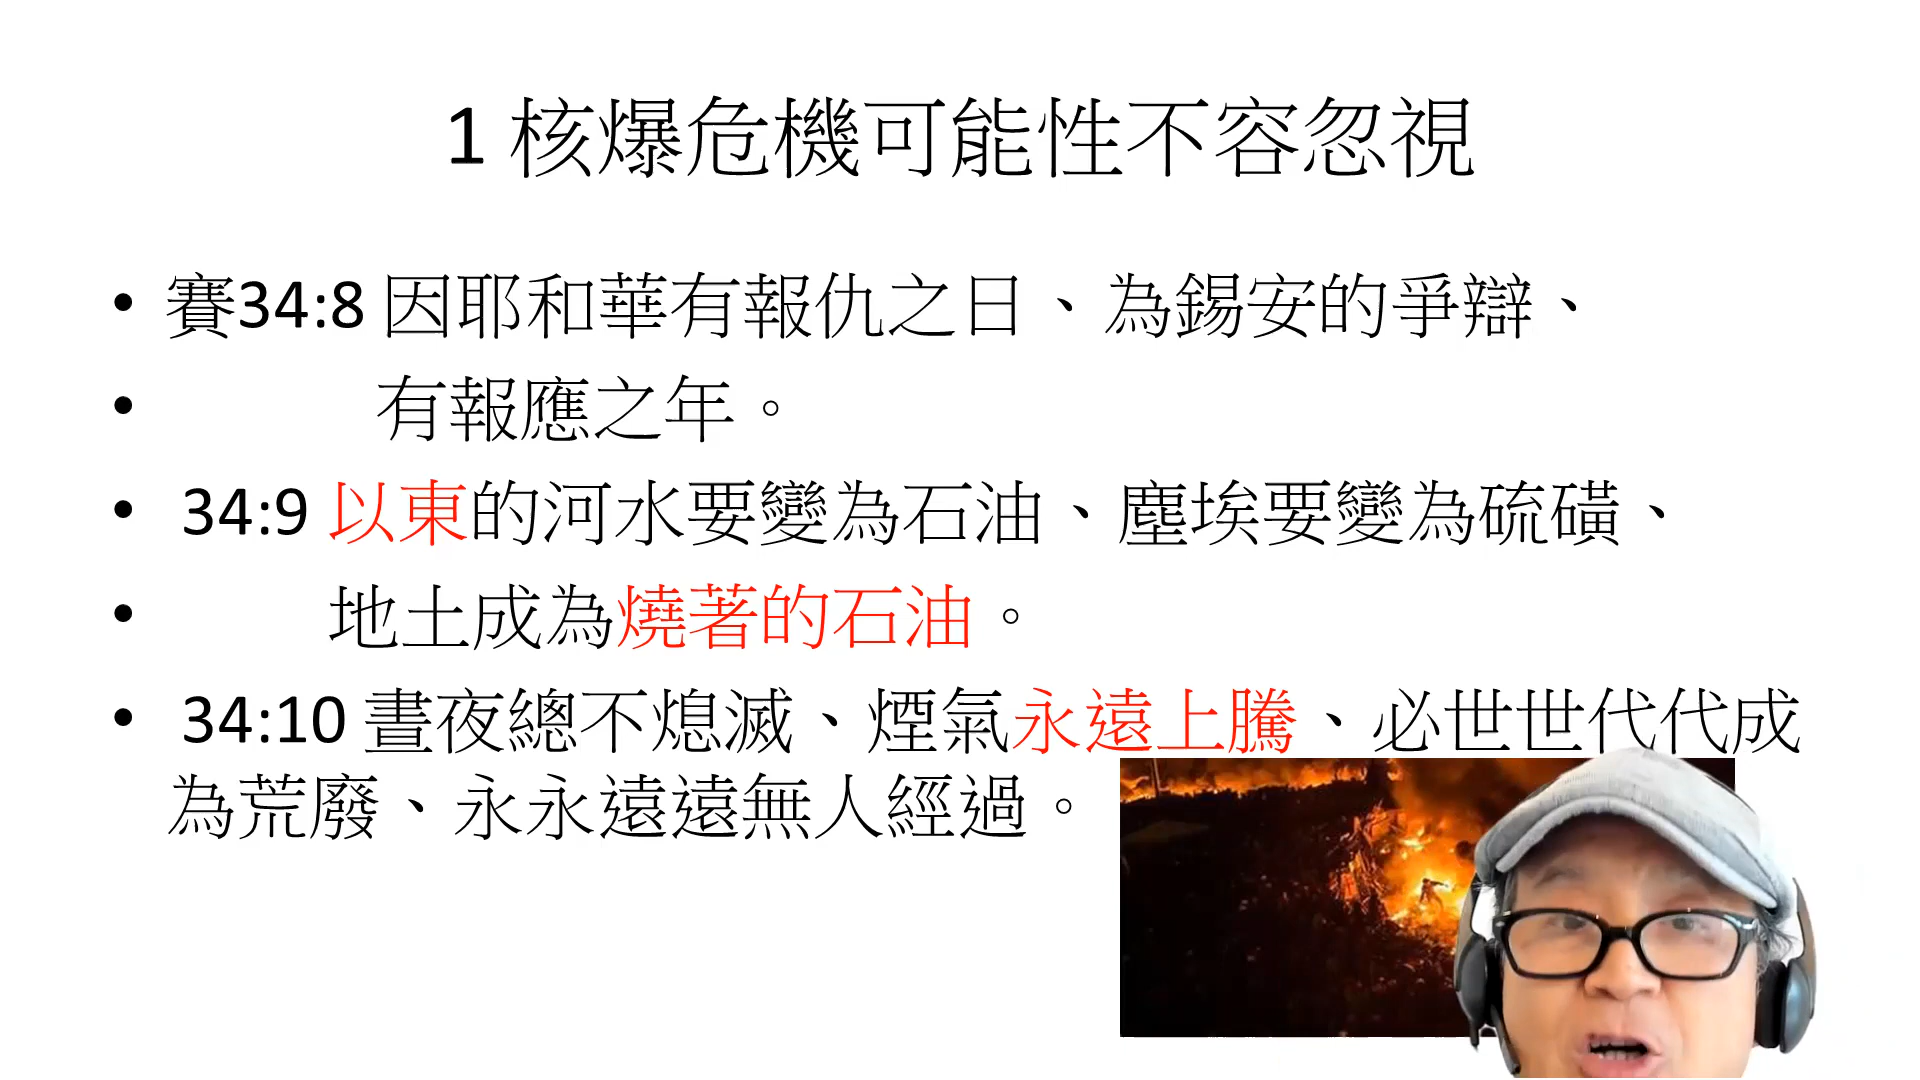 1 核爆危機可能性不容忽視
• 賽34:8 因耶和華有報仇之日、為錫安的爭辯、
• 有報應之年。
• 34:9 以東的河水要變為石油、塵埃要變為硫磺、
• 地土成為燒著的石油。
• 34:10 晝夜總不熄滅、煙氣永遠上騰、必世世代代成
為荒廢、永永遠遠無人經過。